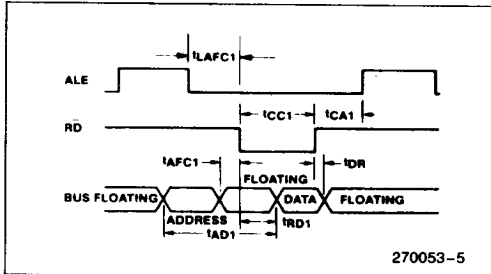 tLAFC1
ALE
tCC1 tCA1
RD
tAFC1 tDR
FLOATING
BUS FLOATING DATA FLOATING
ADDRESS tRD1
tAD1
270053-5